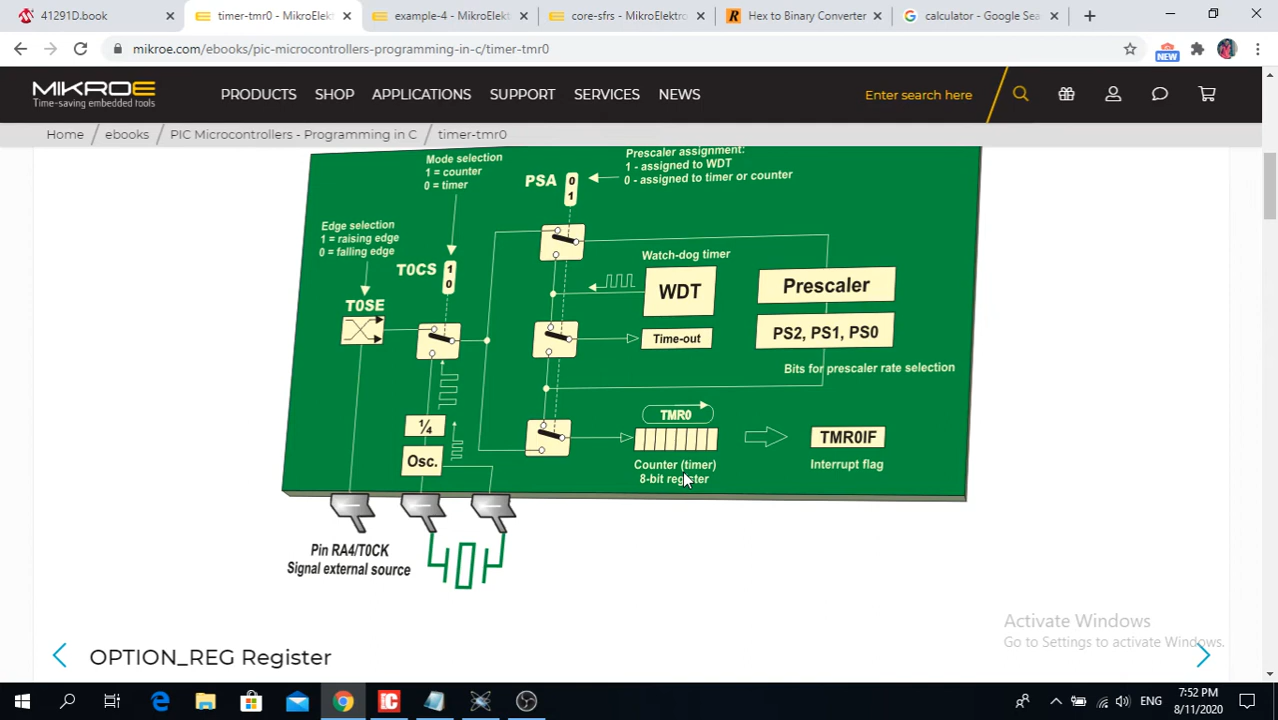 41291D.book
timer-tmr0 - MikroElekt
example-4 - MikroElekt
core-sfrs - MikroElektro
Hex to Binary Converter
calculator - Google Sea
mikroe.com/ebooks/pic-microcontrollers-programming-in-c/timer-tmr0
NEW
MIKROE
Time-saving embedded tools
PRODUCTS
SHOP
APPLICATIONS
SUPPORT
SERVICES
NEWS
Enter search here
Home / ebooks / PIC Microcontrollers - Programming in C / timer-tmr0
Mode selection
1 = counter
0 = timer
Prescaler assignment:
1 - assigned to WDT
0 - assigned to timer or counter
PSA
0
1
Edge selection
1 = raising edge
0 = falling edge
T0CS
1
0
T0SE
Watch-dog timer
WDT
Time-out
Prescaler
PS2, PS1, PS0
Bits for prescaler rate selection
¼
Osc.
TMR0
Counter (timer)
8-bit register
TMR0IF
Interrupt flag
Pin RA4/T0CK
Signal external source
Activate Windows
Go to Settings to activate Windows.
OPTION_REG Register
ENG
7:52 PM
8/11/2020